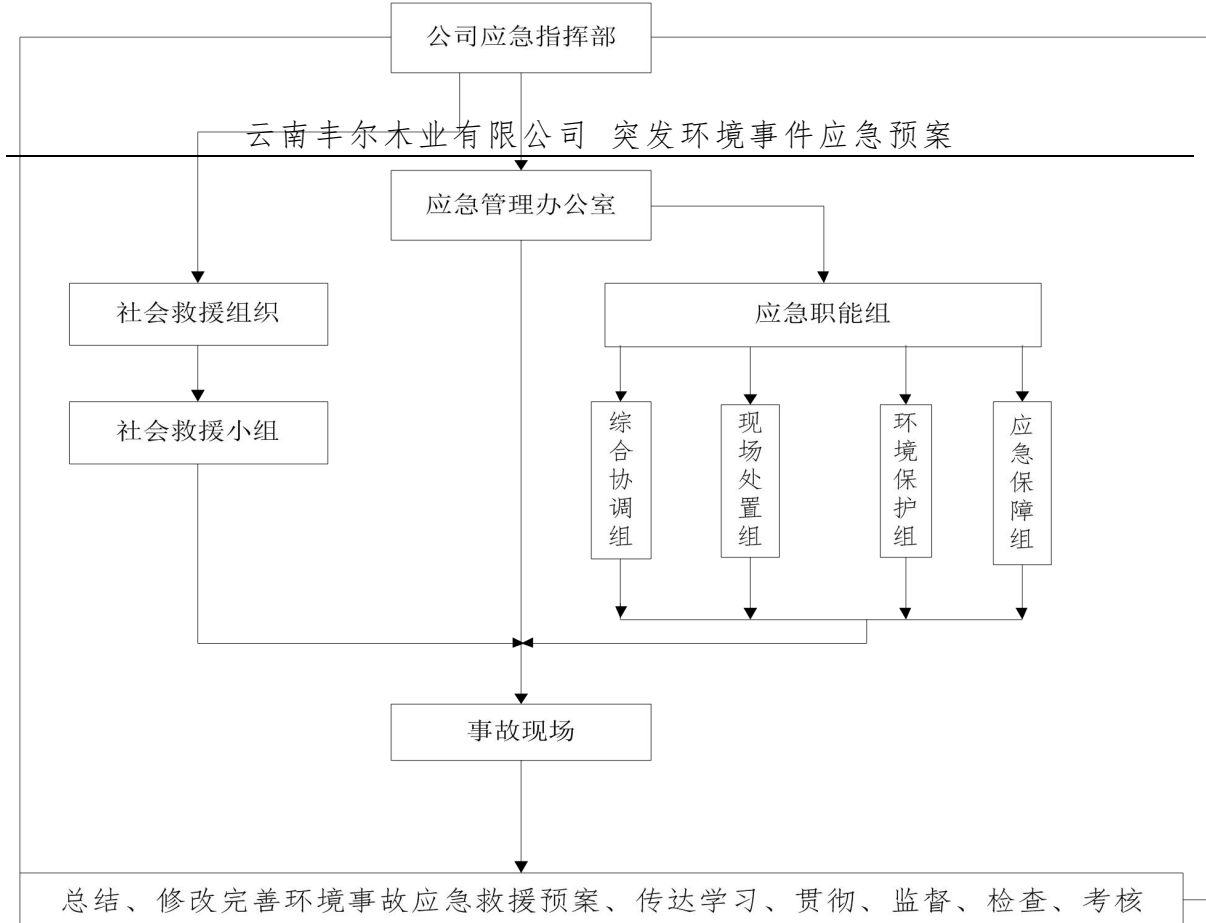 公司应急指挥部
云南丰尔木业有限公司 突发环境事件应急预案
应急管理办公室
社会救援组织
应急职能组
社会救援小组
综合协调组
现场处置组
环境保护组
应急保障组
事故现场
总结、修改完善环境事故应急救援预案、传达学习、贯彻、监督、检查、考核